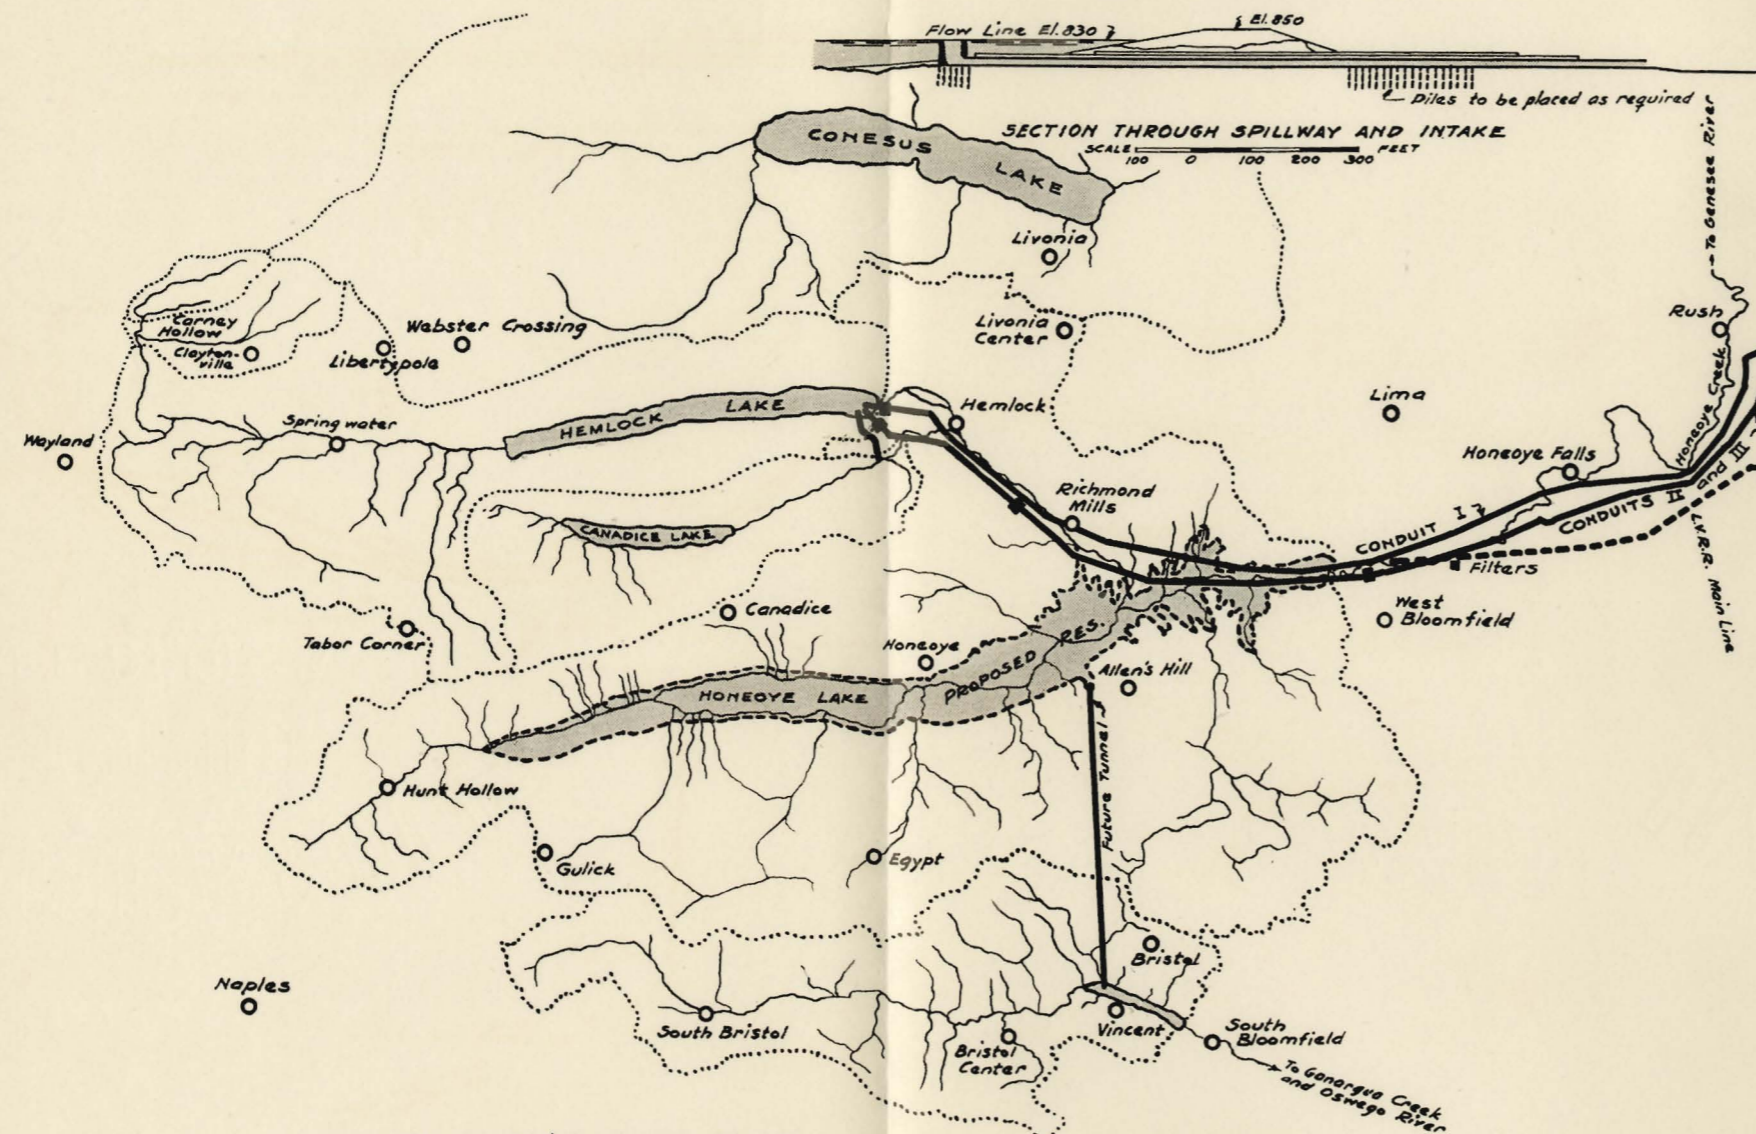 Flow Line El. 830
El. 850
Piles to be placed as required
SECTION THROUGH SPILLWAY AND INTAKE
SCALE
FEET
100 0 100 200 300
To Genesee River
CONESUS
LAKE
Livonia
Livonia
Center
Rush
Honeoye Creek
Carney
Hollow
Clayton-
ville
Libertypole
Webster Crossing
Wayland
Springwater
HEMLOCK LAKE
Hemlock
Lima
Honeoye Falls
Richmond
Mills
CANADICE LAKE
CONDUIT I
CONDUITS II and III
Filters
L.V.R.R. Main Line
West
Bloomfield
Canadice
Tabor Corner
Honeoye
PROPOSED RES.
HONEOYE LAKE
Allen's Hill
Future Tunnel
Hunt Hollow
Gulick
Egypt
Bristol
Naples
South Bristol
Bristol
Center
Vincent
South
Bloomfield
To Ganargua Creek
and Oswego River